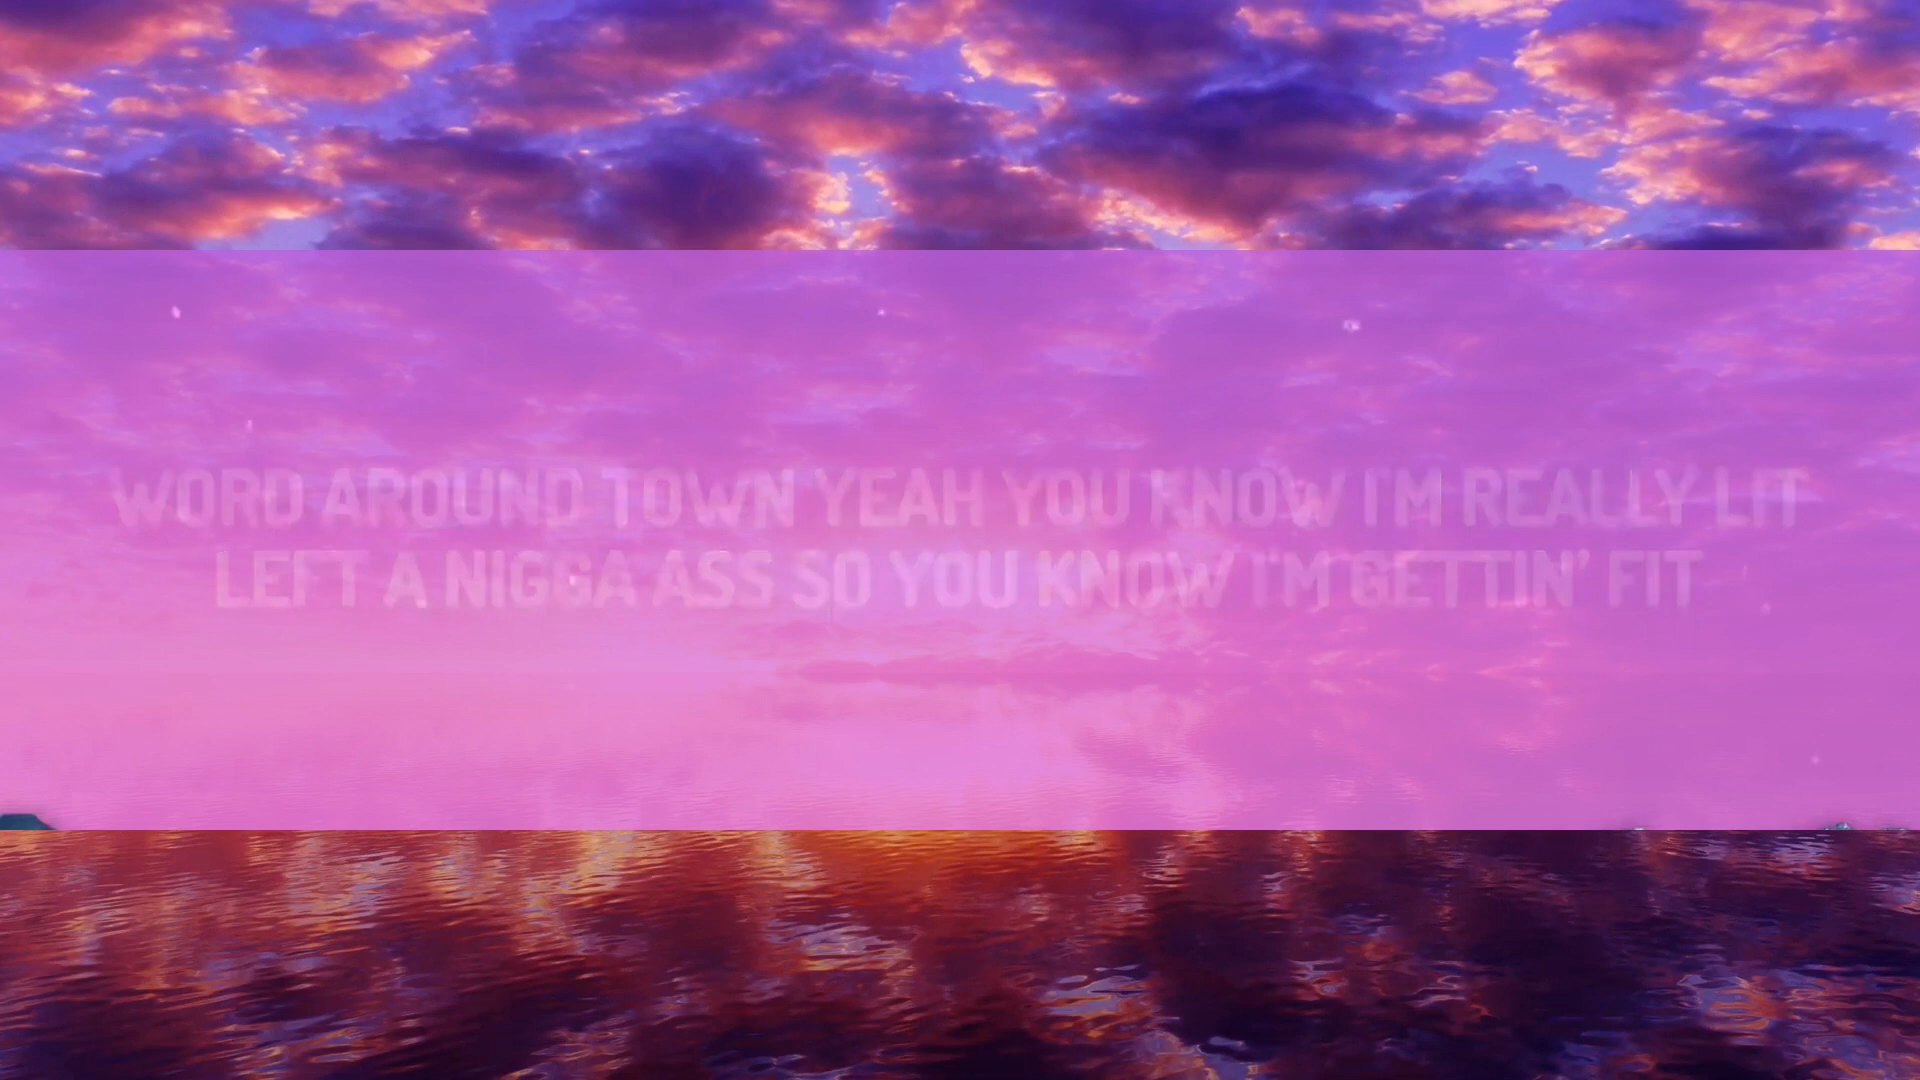 WORD AROUND TOWN YEAH YOU KNOW I'M REALLY LIT
LEFT A NIGGA ASS SO YOU KNOW I'M GETTIN' FIT